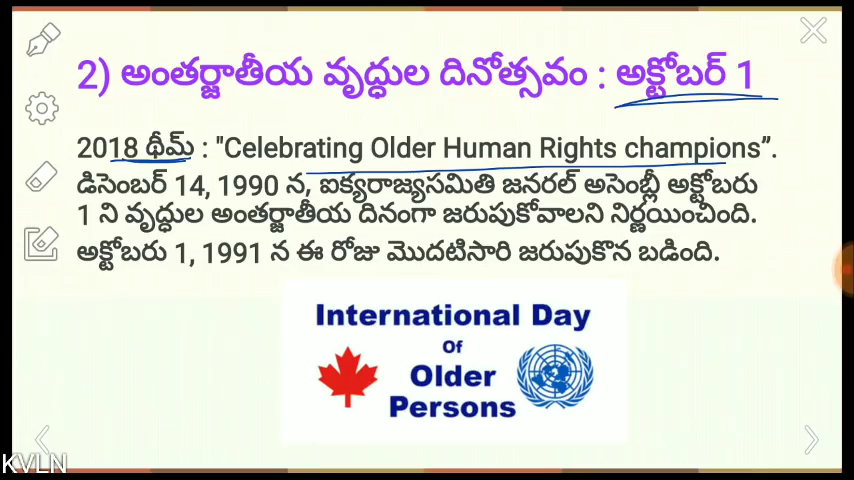 2) అంతర్జాతీయ వృద్ధుల దినోత్సవం : అక్టోబర్ 1
2018 థీమ్ : "Celebrating Older Human Rights champions”.
డిసెంబర్ 14, 1990 న, ఐక్యరాజ్యసమితి జనరల్ అసెంబ్లీ అక్టోబరు
1 ని వృద్ధుల అంతర్జాతీయ దినంగా జరుపుకోవాలని నిర్ణయించింది.
అక్టోబరు 1, 1991 న ఈ రోజు మొదటిసారి జరుపుకొన బడింది.
International Day
Of
Older
Persons
KVLN